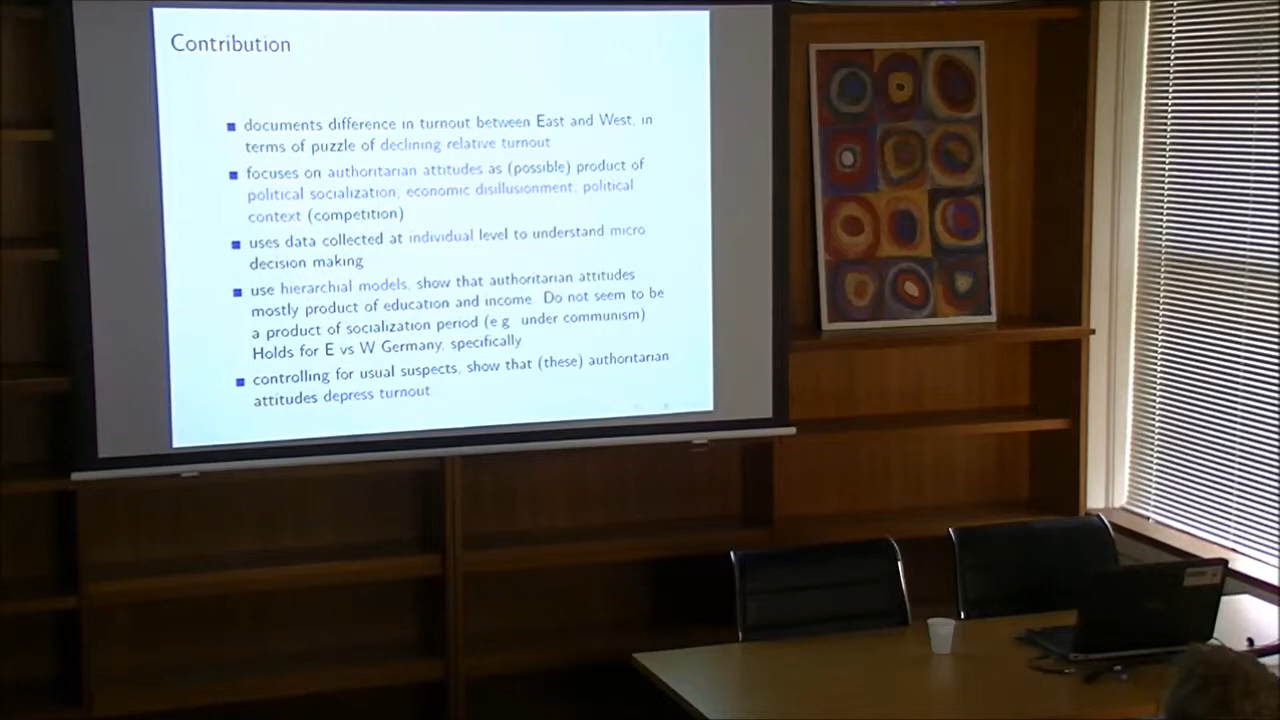 Contribution
documents difference in turnout between East and West, in
terms of puzzle of declining relative turnout
focuses on authoritarian attitudes as (possible) product of
political socialization, economic disillusionment, political
context (competition)
uses data collected at individual level to understand micro
decision making
use hierarchial models, show that authoritarian attitudes
mostly product of education and income Do not seem to be
a product of socialization period (e g under communism)
Holds for E vs W Germany, specifically
controlling for usual suspects, show that (these) authoritarian
attitudes depress turnout